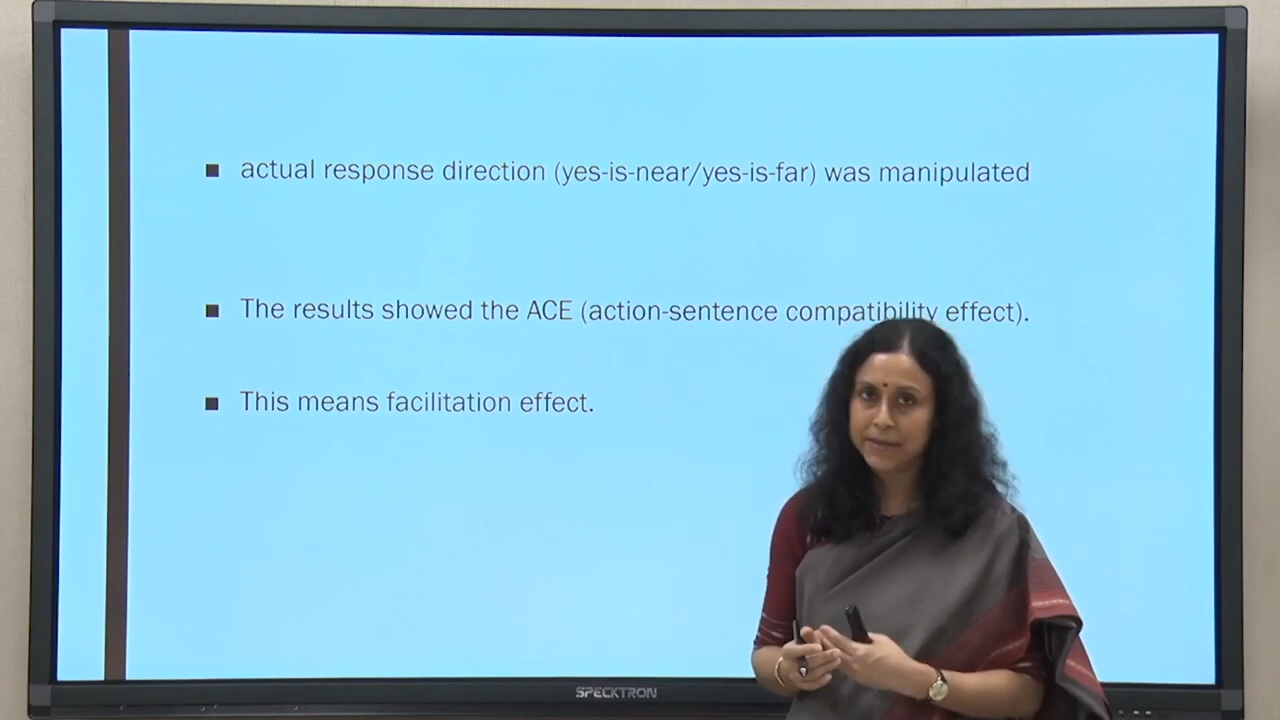 actual response direction (yes-is-near/yes-is-far) was manipulated
The results showed the ACE (action-sentence compatibility effect).
This means facilitation effect.
SPECKTRON